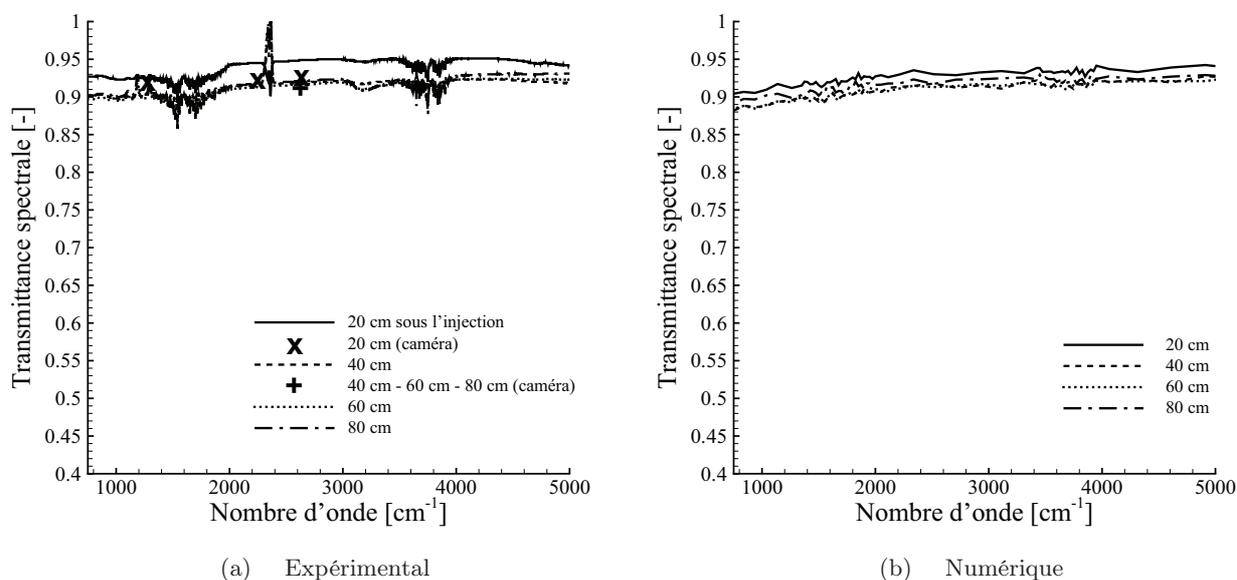 Transmittance spectrale [-]
1
0.95
0.9
0.85
0.8
0.75
0.7
0.65
0.6
0.55
0.5
0.45
0.4
1000
2000
3000
4000
5000
Nombre d’onde [cm-1]
20 cm sous l’injection
20 cm (caméra)
40 cm
40 cm - 60 cm - 80 cm (caméra)
60 cm
80 cm
(a) Expérimental
Transmittance spectrale [-]
1
0.95
0.9
0.85
0.8
0.75
0.7
0.65
0.6
0.55
0.5
0.45
0.4
1000
2000
3000
4000
5000
Nombre d’onde [cm-1]
20 cm
40 cm
60 cm
80 cm
(b) Numérique